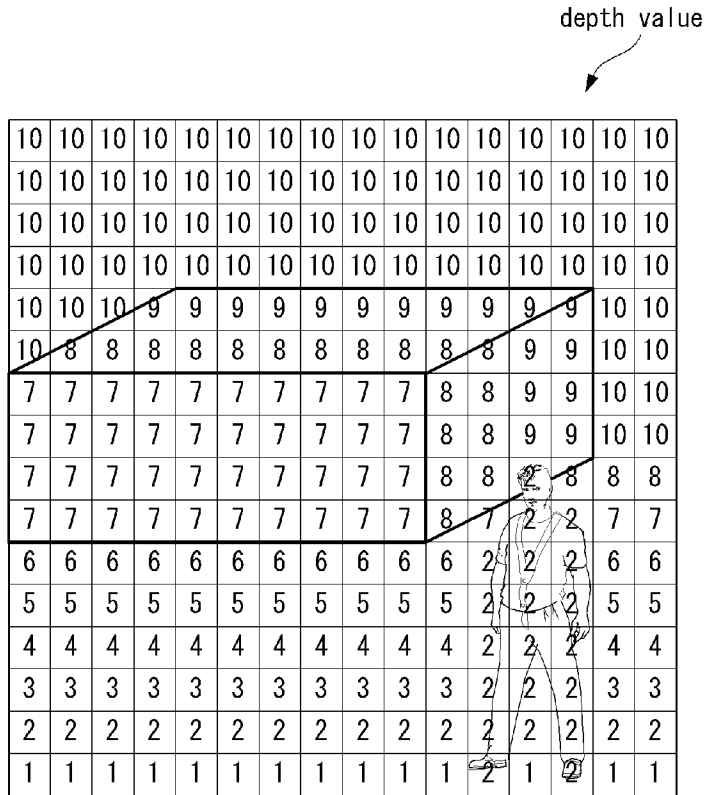 depth value
10 10 10 10 10 10 10 10 10 10 10 10 10 10 10 10
10 10 10 10 10 10 10 10 10 10 10 10 10 10 10 10
10 10 10 10 10 10 10 10 10 10 10 10 10 10 10 10
10 10 10 10 10 10 10 10 10 10 10 10 10 10 10 10
10 10 10 9 9 9 9 9 9 9 9 9 9 9 10 10
10 8 8 8 8 8 8 8 8 8 8 8 9 9 10 10
7 7 7 7 7 7 7 7 7 7 8 8 9 9 10 10
7 7 7 7 7 7 7 7 7 7 8 8 9 9 10 10
7 7 7 7 7 7 7 7 7 7 8 8 2 8 8 8
7 7 7 7 7 7 7 7 7 7 8 7 2 2 7 7
6 6 6 6 6 6 6 6 6 6 6 2 2 2 6 6
5 5 5 5 5 5 5 5 5 5 5 2 2 2 5 5
4 4 4 4 4 4 4 4 4 4 4 2 2 2 4 4
3 3 3 3 3 3 3 3 3 3 3 2 2 2 3 3
2 2 2 2 2 2 2 2 2 2 2 2 2 2 2 2
1 1 1 1 1 1 1 1 1 1 1 2 1 2 1 1